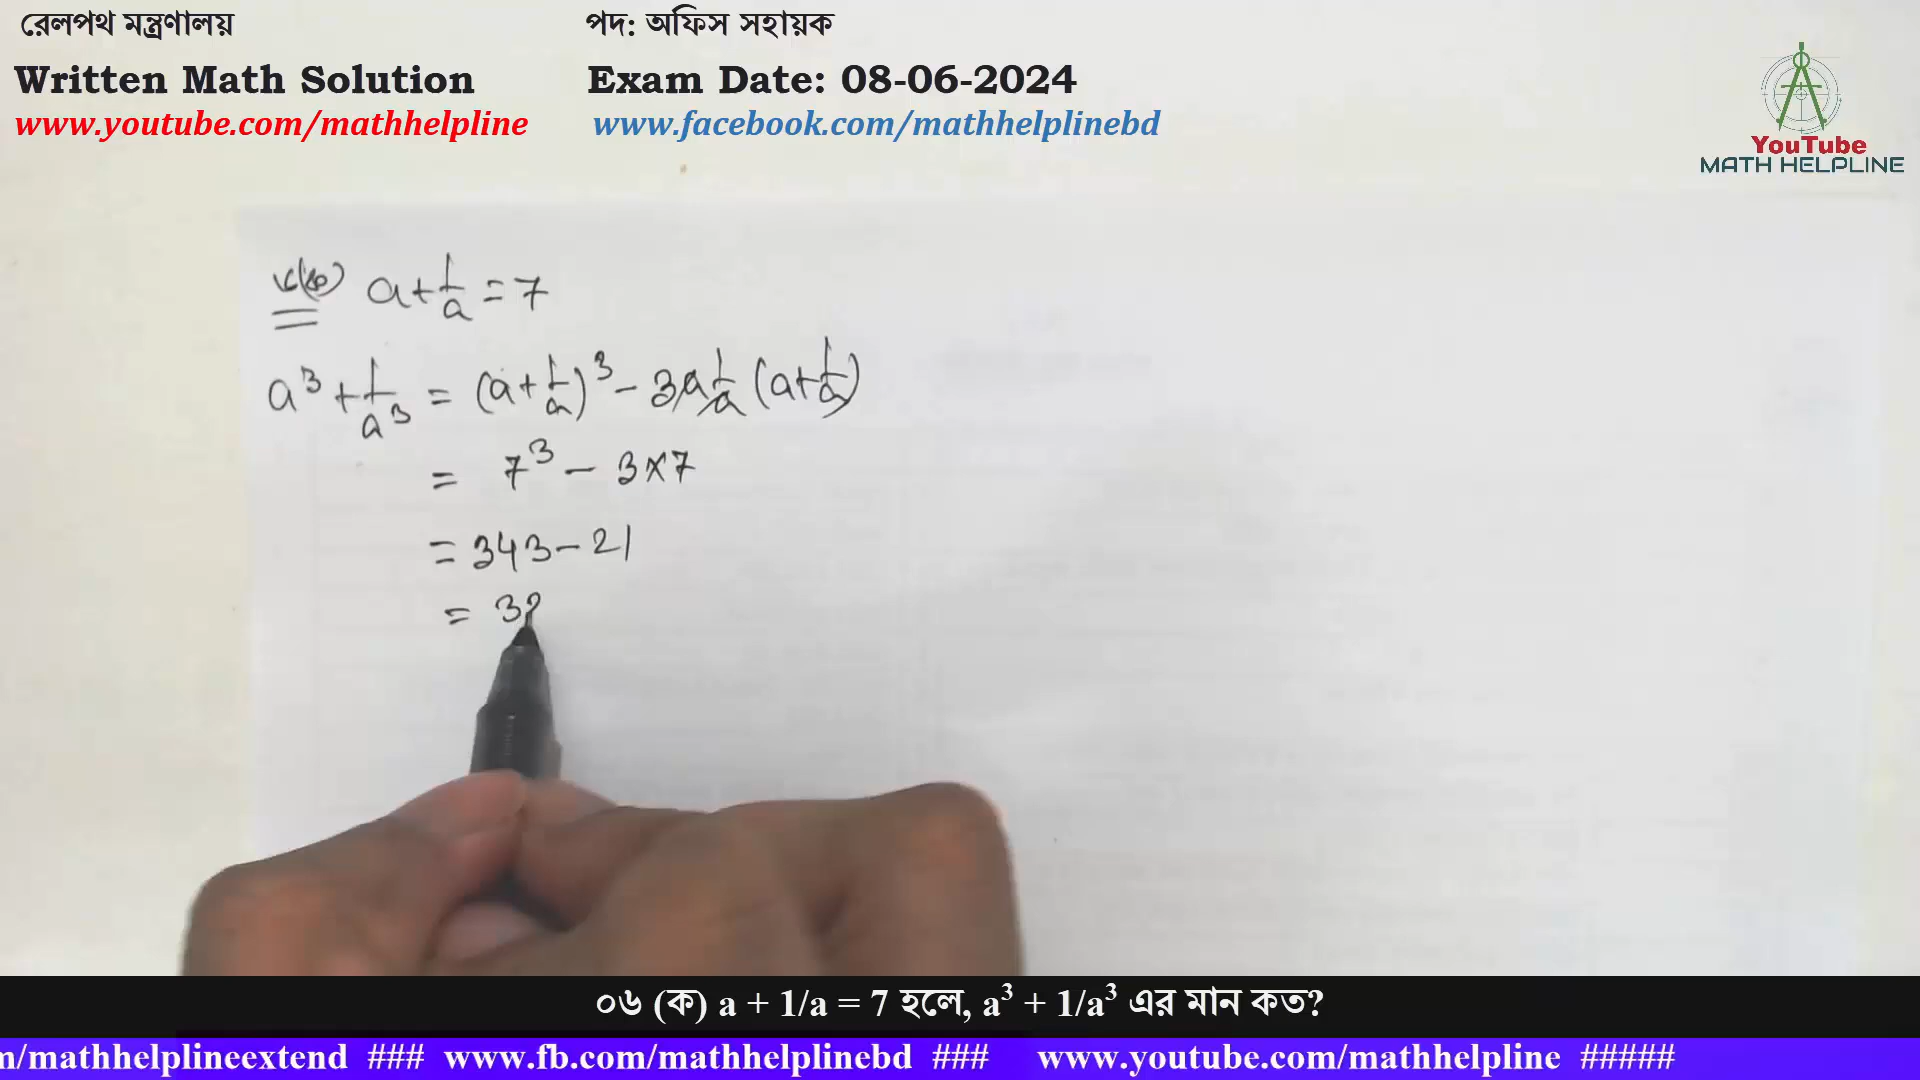 রেলপথ মন্ত্রণালয়
পদ: অফিস সহায়ক
Written Math Solution
Exam Date: 08-06-2024
www.youtube.com/mathhelpline
www.facebook.com/mathhelplinebd
YouTube
MATH HELPLINE
a + 1/a = 7
a³ + 1/a³ = (a + 1/a)³ - 3a 1/a (a + 1/a)
= 7³ - 3×7
= 343 - 21
= 32
০৬ (ক) a + 1/a = 7 হলে, a³ + 1/a³ এর মান কত?
m/mathhelplineextend ### www.fb.com/mathhelplinebd ### www.youtube.com/mathhelpline #####